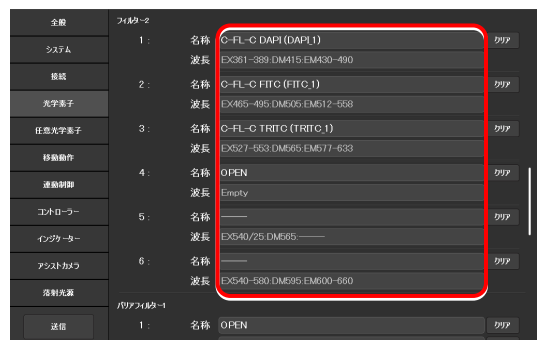 全般
システム
接続
光学素子
任意光学素子
移動動作
連動制御
コントローラー
インジケーター
アシストカメラ
落射光源
送信
フィルター2
1 : 名称 C-FL-C DAPI (DAPI_1) クリア
波長 EX361-389:DM415:EM430-490
2 : 名称 C-FL-C FITC (FITC_1) クリア
波長 EX465-495:DM505:EM512-558
3 : 名称 C-FL-C TRITC (TRITC_1) クリア
波長 EX527-553:DM565:EM577-633
4 : 名称 OPEN クリア
波長 Empty
5 : 名称 ――― クリア
波長 EX540/25:DM565:―――
6 : 名称 ――― クリア
波長 EX540-580:DM595:EM600-660
バリアフィルター1
1 : 名称 OPEN クリア